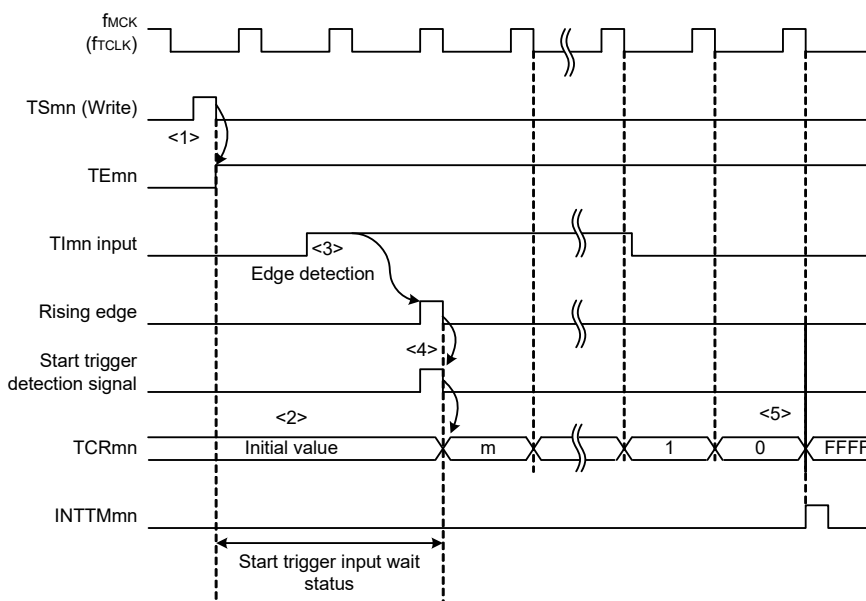 fMCK
(fTCLK)
TSmn (Write)
<1>
TEmn
TImn input
<3>
Edge detection
Rising edge
<4>
Start trigger
detection signal
<2>
<5>
TCRmn
Initial value
m
1
0
FFFF
INTTMmn
Start trigger input wait
status